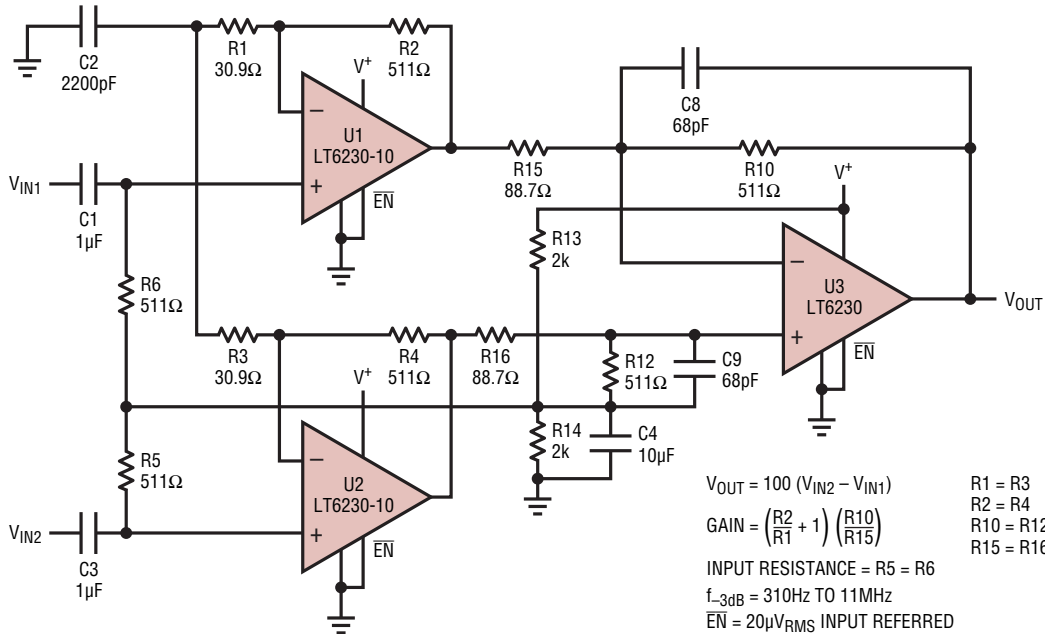 C2
2200pF
R1
30.9Ω
R2
511Ω
V⁺
U1
LT6230-10
−
+
EN
VIN1
C1
1µF
R15
88.7Ω
C8
68pF
R10
511Ω
V⁺
R13
2k
R6
511Ω
U3
LT6230
−
+
EN
VOUT
R3
30.9Ω
R4
511Ω
R16
88.7Ω
R12
511Ω
C9
68pF
V⁺
R14
2k
C4
10µF
R5
511Ω
U2
LT6230-10
−
+
EN
VIN2
C3
1µF
VOUT = 100 (VIN2 – VIN1)
GAIN = (R2/R1 + 1) (R10/R15)
INPUT RESISTANCE = R5 = R6
f–3dB = 310Hz TO 11MHz
EN = 20µVRMS INPUT REFERRED
R1 = R3
R2 = R4
R10 = R12
R15 = R16